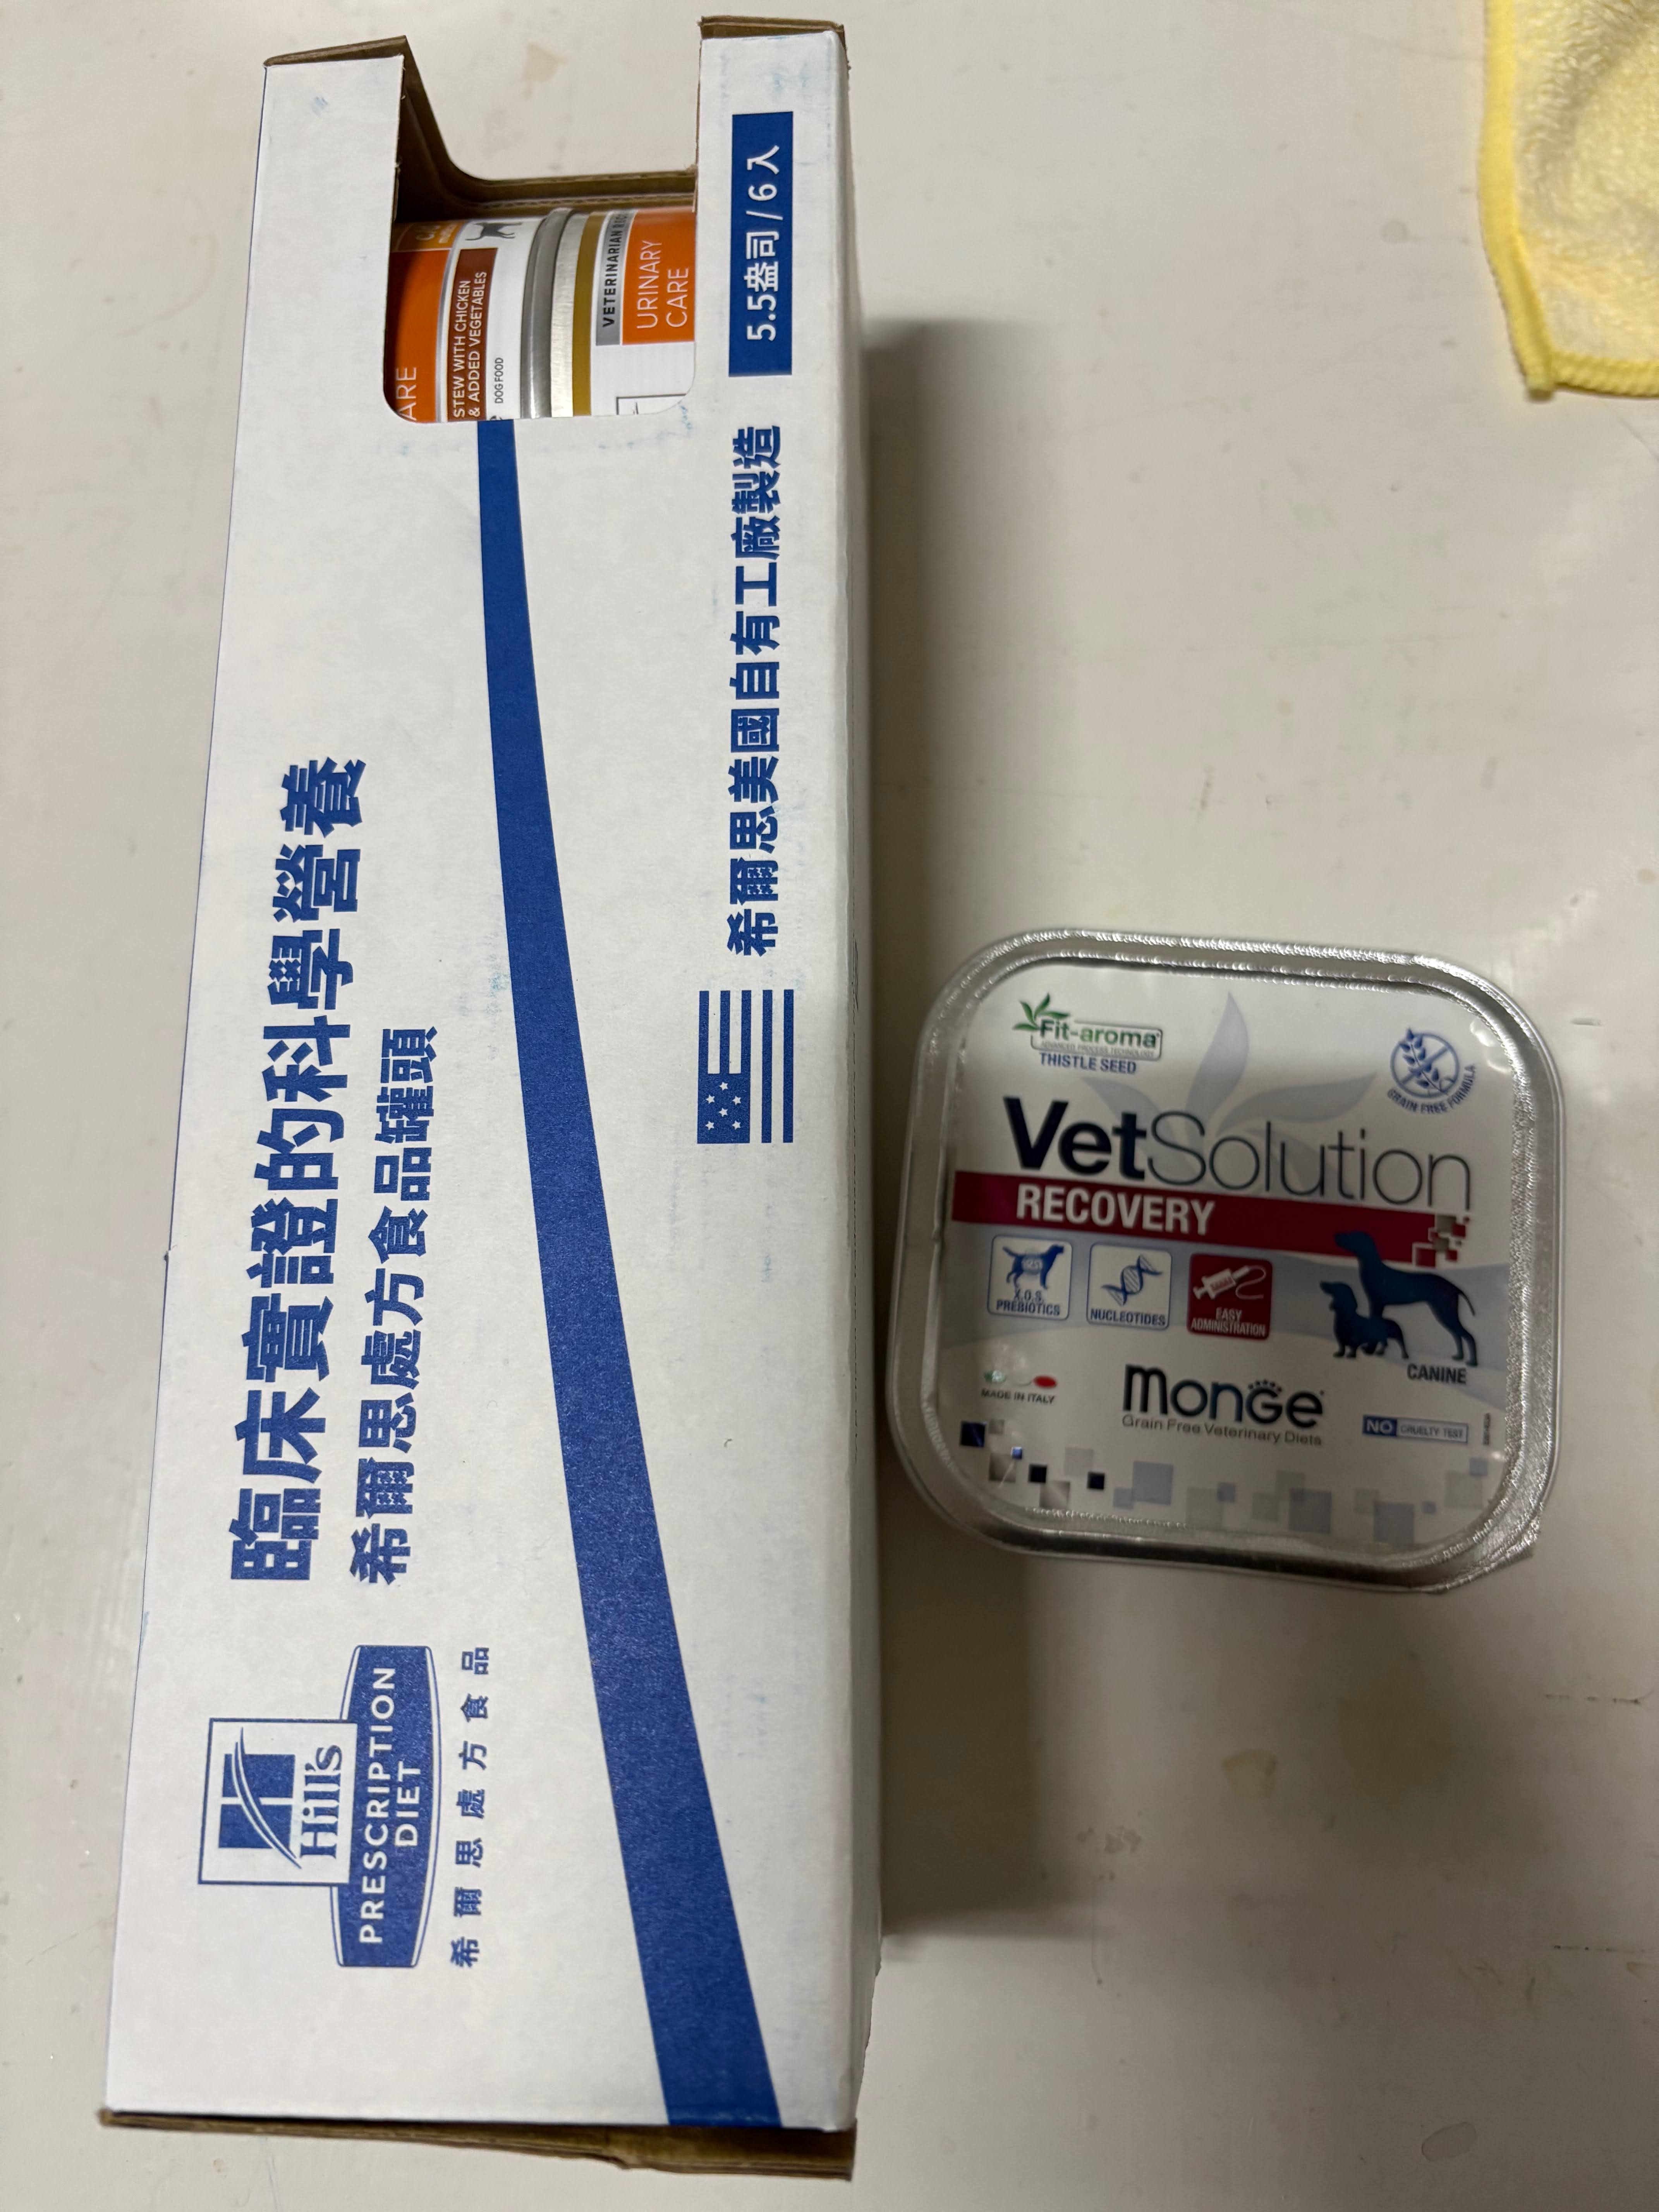 Hill's
PRESCRIPTION
DIET
希爾思處方食品
臨床實證的科學營養
希爾思處方食品罐頭
ARE
STEW WITH CHICKEN
& ADDED VEGETABLES
DOG FOOD
VETERINARIAN
URINARY
CARE
希爾思美國自有工廠製造
5.5盎司/6入
Fit-aroma
ADVANCED PROCESS TECHNOLOGY
THISTLE SEED
GRAIN FREE FORMULA
VetSolution
RECOVERY
X.O.S.
PREBIOTICS
NUCLEOTIDES
EASY
ADMINISTRATION
CANINE
MADE IN ITALY
monge
Grain Free Veterinary Diets
NO CRUELTY TEST